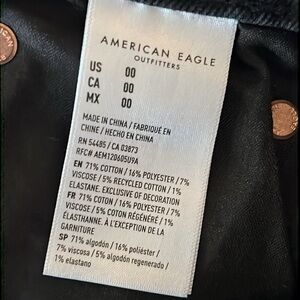 AMERICAN EAGLE
OUTFITTERS
US 00
CA 00
MX 00
MADE IN CHINA / FABRIQUÉ EN
CHINE / HECHO EN CHINA
RN 54485 / CA 03873
RFC# AEM120605U9A
EN 71% COTTON / 16% POLYESTER / 7%
VISCOSE / 5% RECYCLED COTTON / 1%
ELASTANE. EXCLUSIVE OF DECORATION
FR 71% COTON / 16% POLYESTER / 7%
VISCOSE / 5% COTON RÉGÉNÉRÉ / 1%
ÉLASTHANNE. À L'EXCEPTION DE LA
GARNITURE
SP 71% algodón / 16% poliéster /
7% viscosa / 5% algodón regenerado /
1% elastano